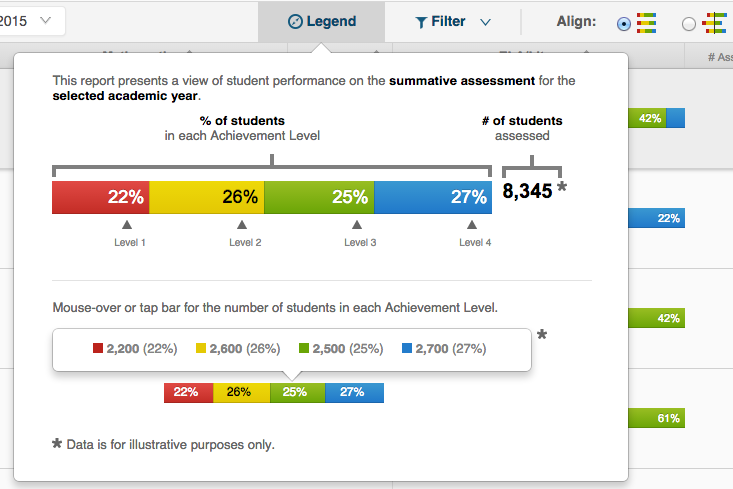 2015
Legend
Filter
Align:
# Ass
This report presents a view of student performance on the summative assessment for the
selected academic year.
% of students
in each Achievement Level
# of students
assessed
22% 26% 25% 27% 8,345 *
Level 1 Level 2 Level 3 Level 4
Mouse-over or tap bar for the number of students in each Achievement Level.
2,200 (22%) 2,600 (26%) 2,500 (25%) 2,700 (27%) *
22% 26% 25% 27%
* Data is for illustrative purposes only.
42%
22%
42%
61%